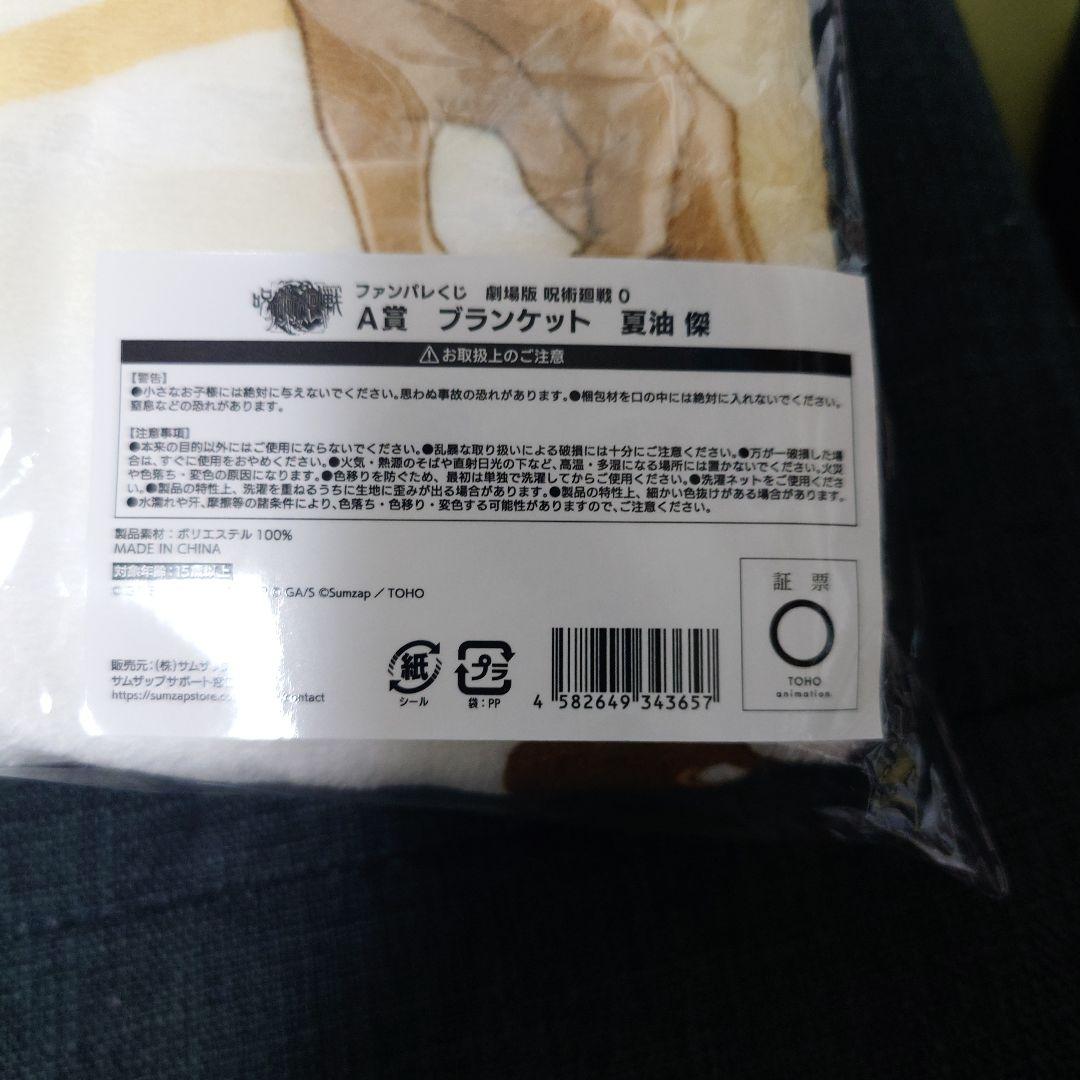 呪術廻戦
ファンパレくじ 劇場版 呪術廻戦 0
A賞 ブランケット 夏油 傑
お取扱上のご注意
【警告】
●小さなお子様には絶対に与えないでください。思わぬ事故の恐れがあります。●梱包材を口の中には絶対に入れないでください。
窒息などの恐れがあります。
【注意事項】
●本来の目的以外にはご使用にならないでください。●乱暴な取り扱いによる破損には十分にご注意ください。●万が一破損した場
合は、すぐに使用をおやめください。●火気・熱源のそばや直射日光の下など、高温・多湿になる場所には置かないでください。火災
や色落ち・変色の原因になります。●色移りを防ぐため、最初は単独で洗濯してからご使用ください。●洗濯ネットをご使用くださ
い。●製品の特性上、洗濯を重ねるうちに生地に歪みが出る場合があります。●製品の特性上、細かい色抜けがある場合があります。
●水濡れや汗、摩擦等の諸条件により、色落ち・色移り・変色する可能性がありますので、ご注意ください。
製品素材：ポリエステル 100%
MADE IN CHINA
対象年齢：15歳以上
© GA/S ©Sumzap／TOHO
販売元：(株)サムザッ
サムザップサポート窓
https://sumzapstore.co
contact
紙
シール
プラ
袋：PP
4 582649 343657
証票
TOHO
animation